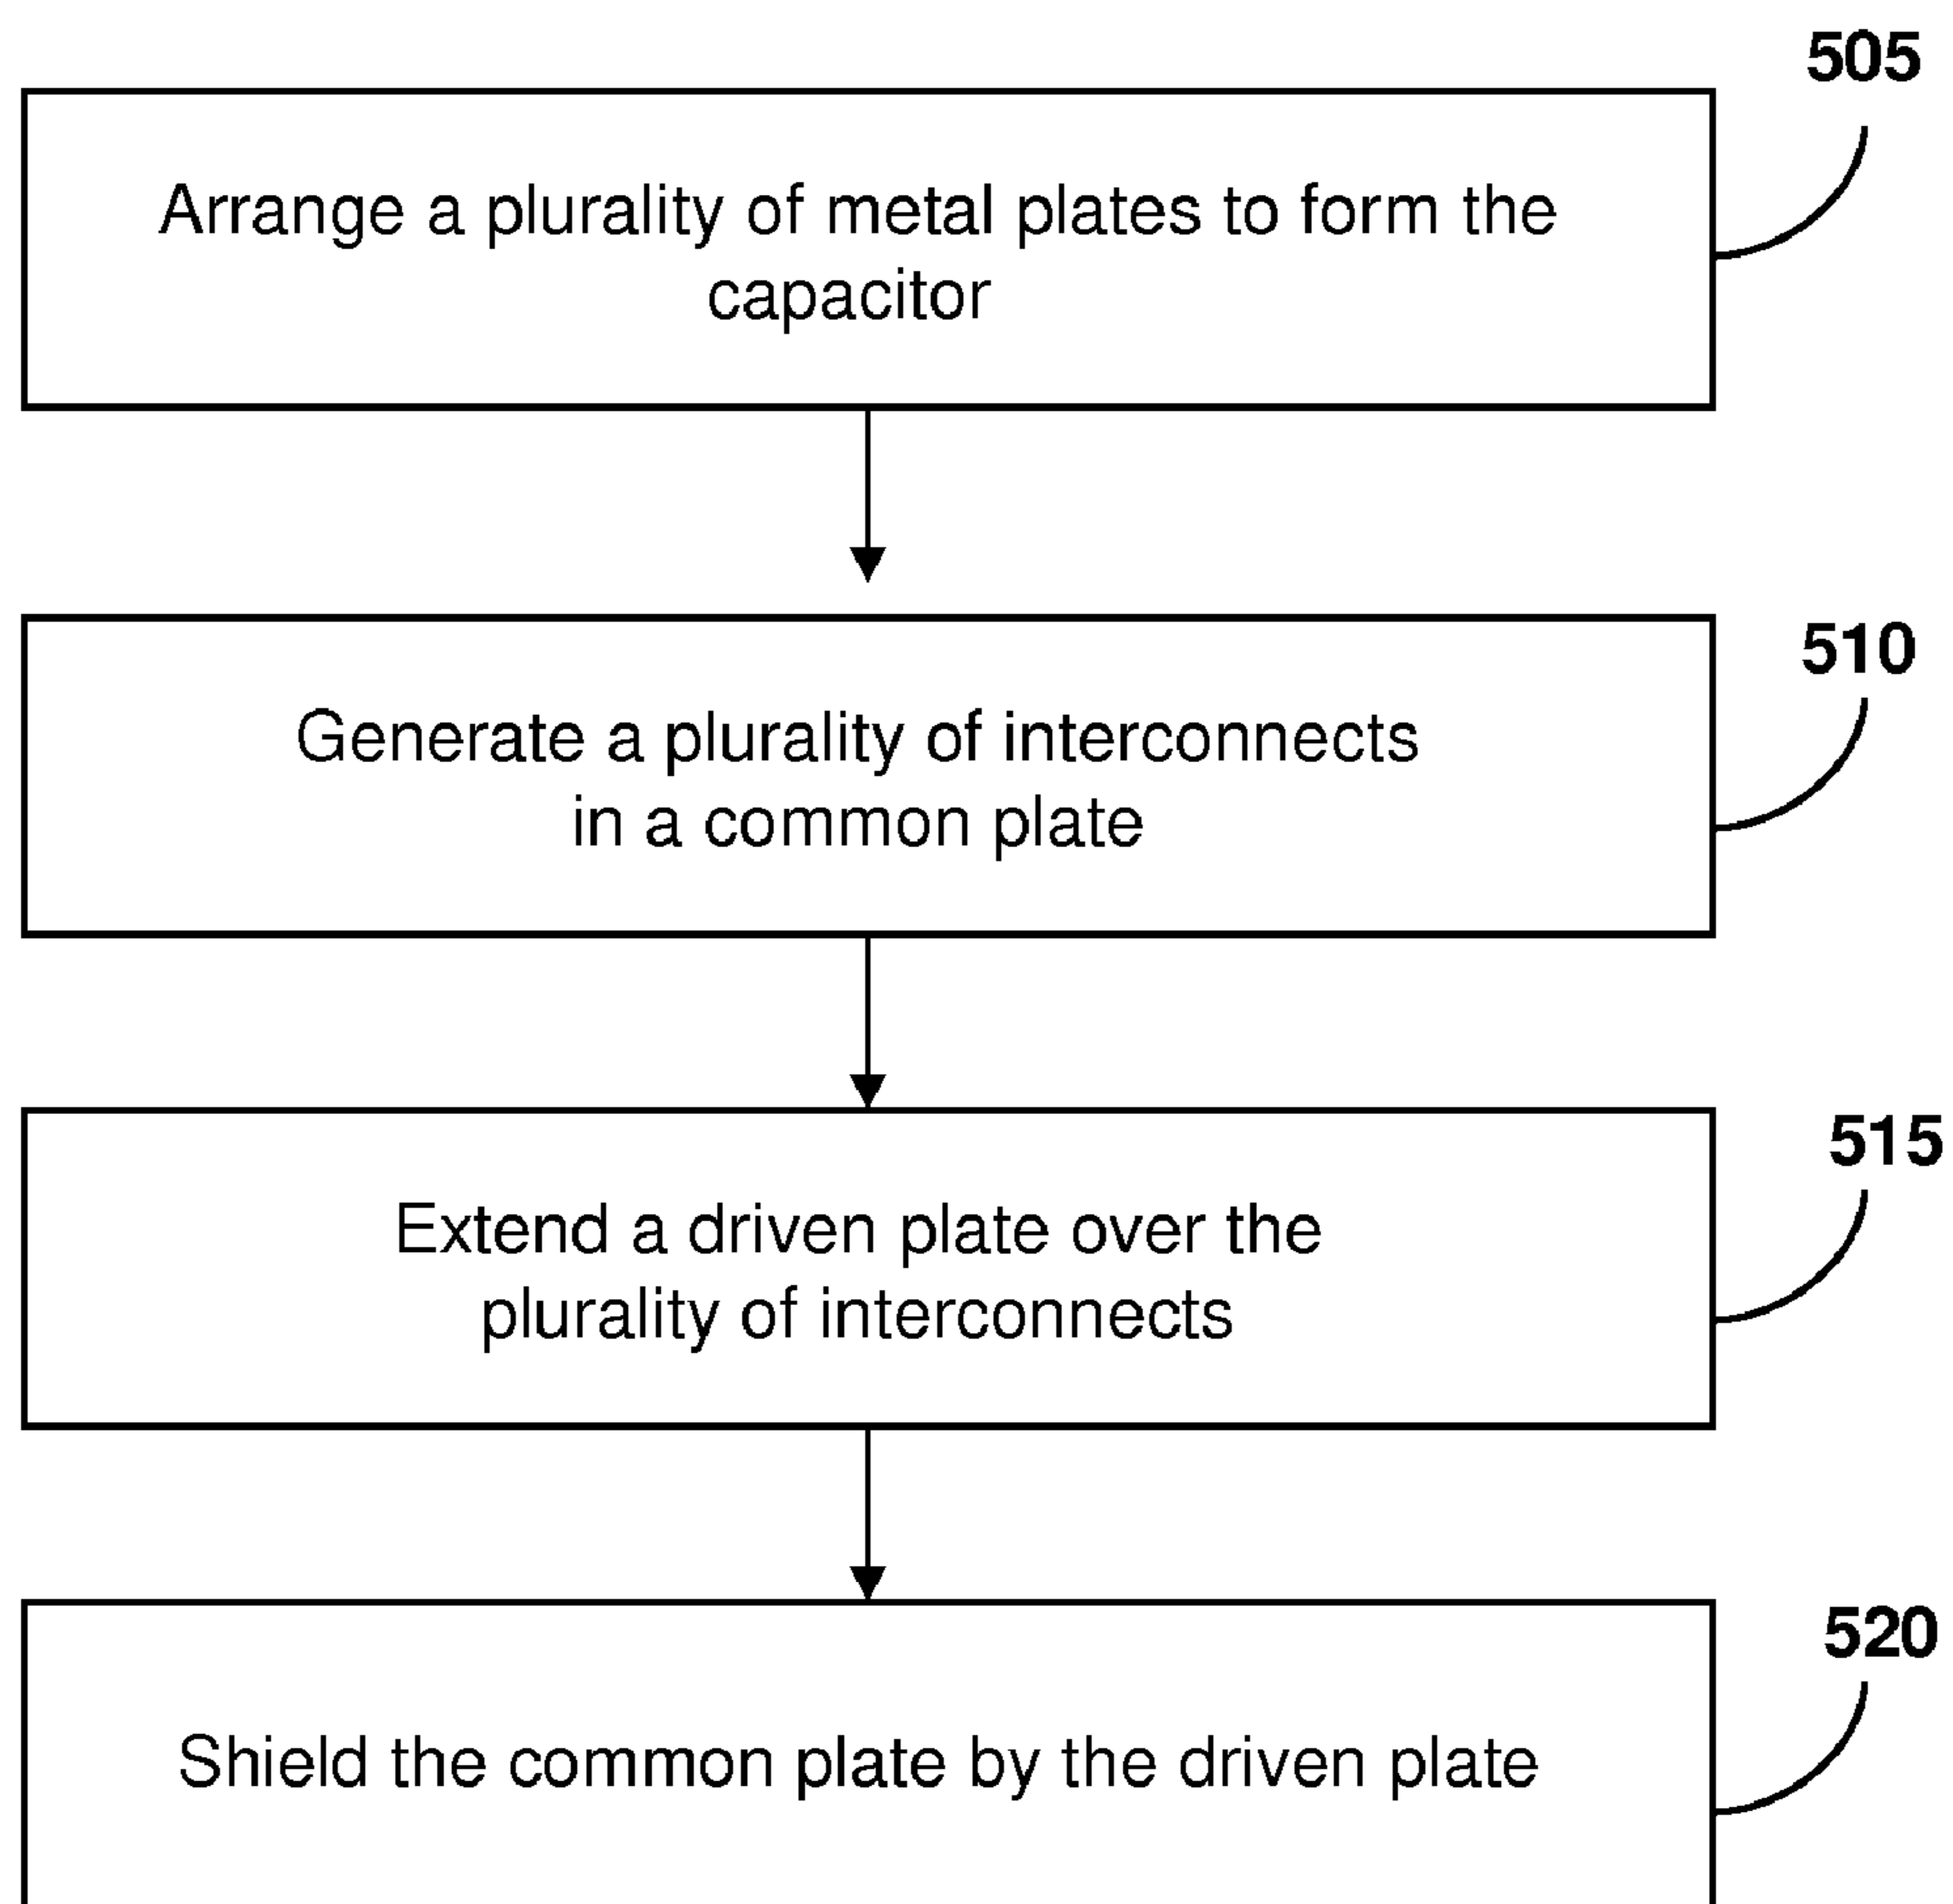 505
Arrange a plurality of metal plates to form the
capacitor
510
Generate a plurality of interconnects
in a common plate
515
Extend a driven plate over the
plurality of interconnects
520
Shield the common plate by the driven plate